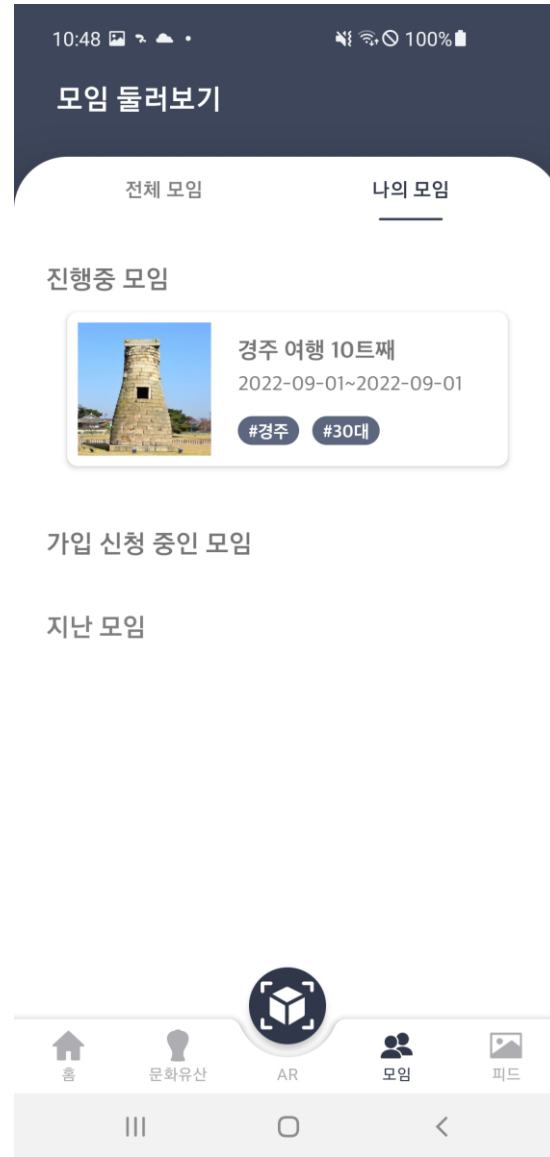 10:48 100%
모임 둘러보기
전체 모임 나의 모임
진행중 모임
경주 여행 10트째
2022-09-01~2022-09-01
#경주 #30대
가입 신청 중인 모임
지난 모임
홈 문화유산 AR 모임 피드